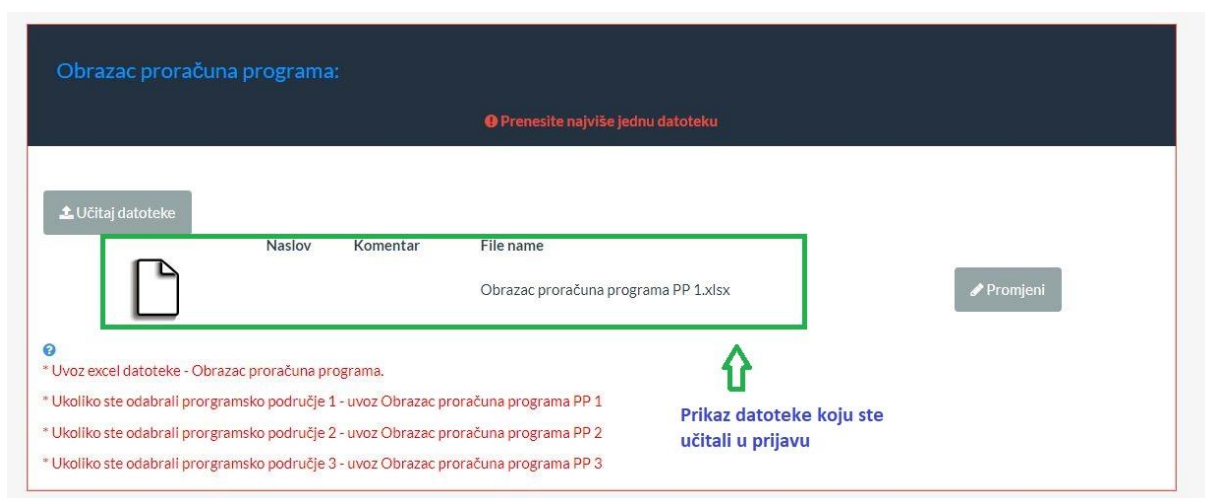 Obrazac proračuna programa:
Prenesite najviše jednu datoteku
Učitaj datoteke
Naslov Komentar File name
Obrazac proračuna programa PP 1.xlsx
Promjeni
* Uvoz excel datoteke - Obrazac proračuna programa.
* Ukoliko ste odabrali prorgramsko područje 1 - uvoz Obrazac proračuna programa PP 1
* Ukoliko ste odabrali prorgramsko područje 2 - uvoz Obrazac proračuna programa PP 2
* Ukoliko ste odabrali prorgramsko područje 3 - uvoz Obrazac proračuna programa PP 3
Prikaz datoteke koju ste
učitali u prijavu